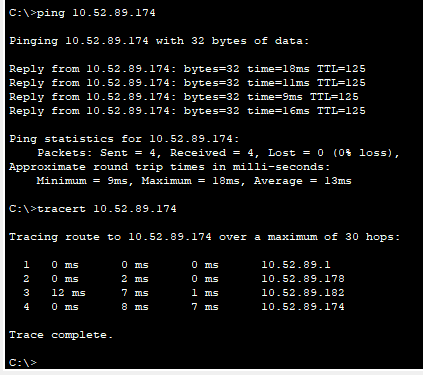 C:\>ping 10.52.89.174
Pinging 10.52.89.174 with 32 bytes of data:
Reply from 10.52.89.174: bytes=32 time=18ms TTL=125
Reply from 10.52.89.174: bytes=32 time=11ms TTL=125
Reply from 10.52.89.174: bytes=32 time=9ms TTL=125
Reply from 10.52.89.174: bytes=32 time=16ms TTL=125
Ping statistics for 10.52.89.174:
Packets: Sent = 4, Received = 4, Lost = 0 (0% loss),
Approximate round trip times in milli-seconds:
Minimum = 9ms, Maximum = 18ms, Average = 13ms
C:\>tracert 10.52.89.174
Tracing route to 10.52.89.174 over a maximum of 30 hops:
1 0 ms 0 ms 0 ms 10.52.89.1
2 0 ms 2 ms 0 ms 10.52.89.178
3 12 ms 7 ms 1 ms 10.52.89.182
4 0 ms 8 ms 7 ms 10.52.89.174
Trace complete.
C:\>